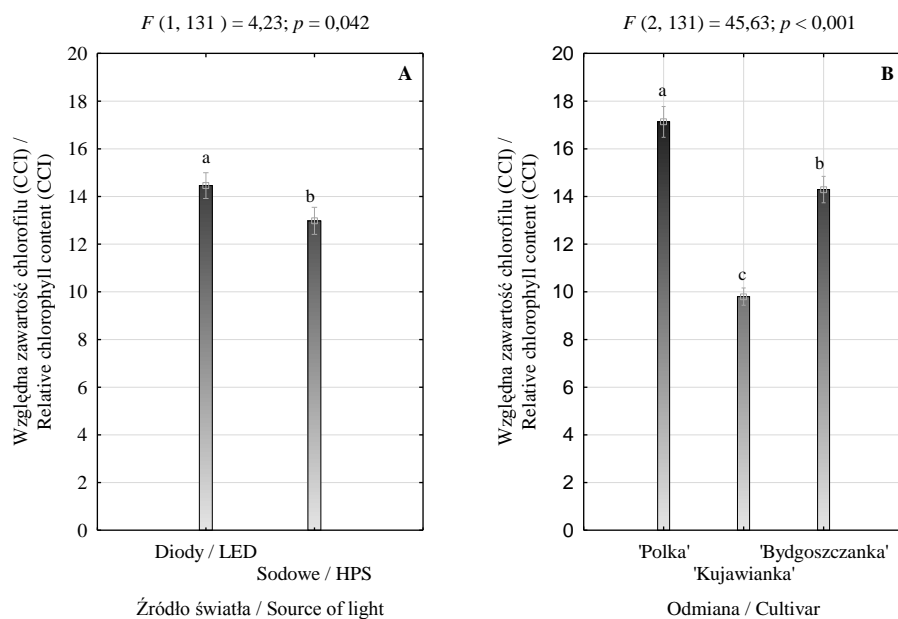 F (1, 131 ) = 4,23; p = 0,042
A
20
18
16
14
12
10
8
6
4
2
0
a
b
Względna zawartość chlorofilu (CCI) /
Relative chlorophyll content (CCI)
Diody / LED
Sodowe / HPS
Źródło światła / Source of light
F (2, 131) = 45,63; p < 0,001
B
20
18
16
14
12
10
8
6
4
2
0
a
c
b
Względna zawartość chlorofilu (CCI) /
Relative chlorophyll content (CCI)
'Polka'
'Kujawianka'
'Bydgoszczanka'
Odmiana / Cultivar